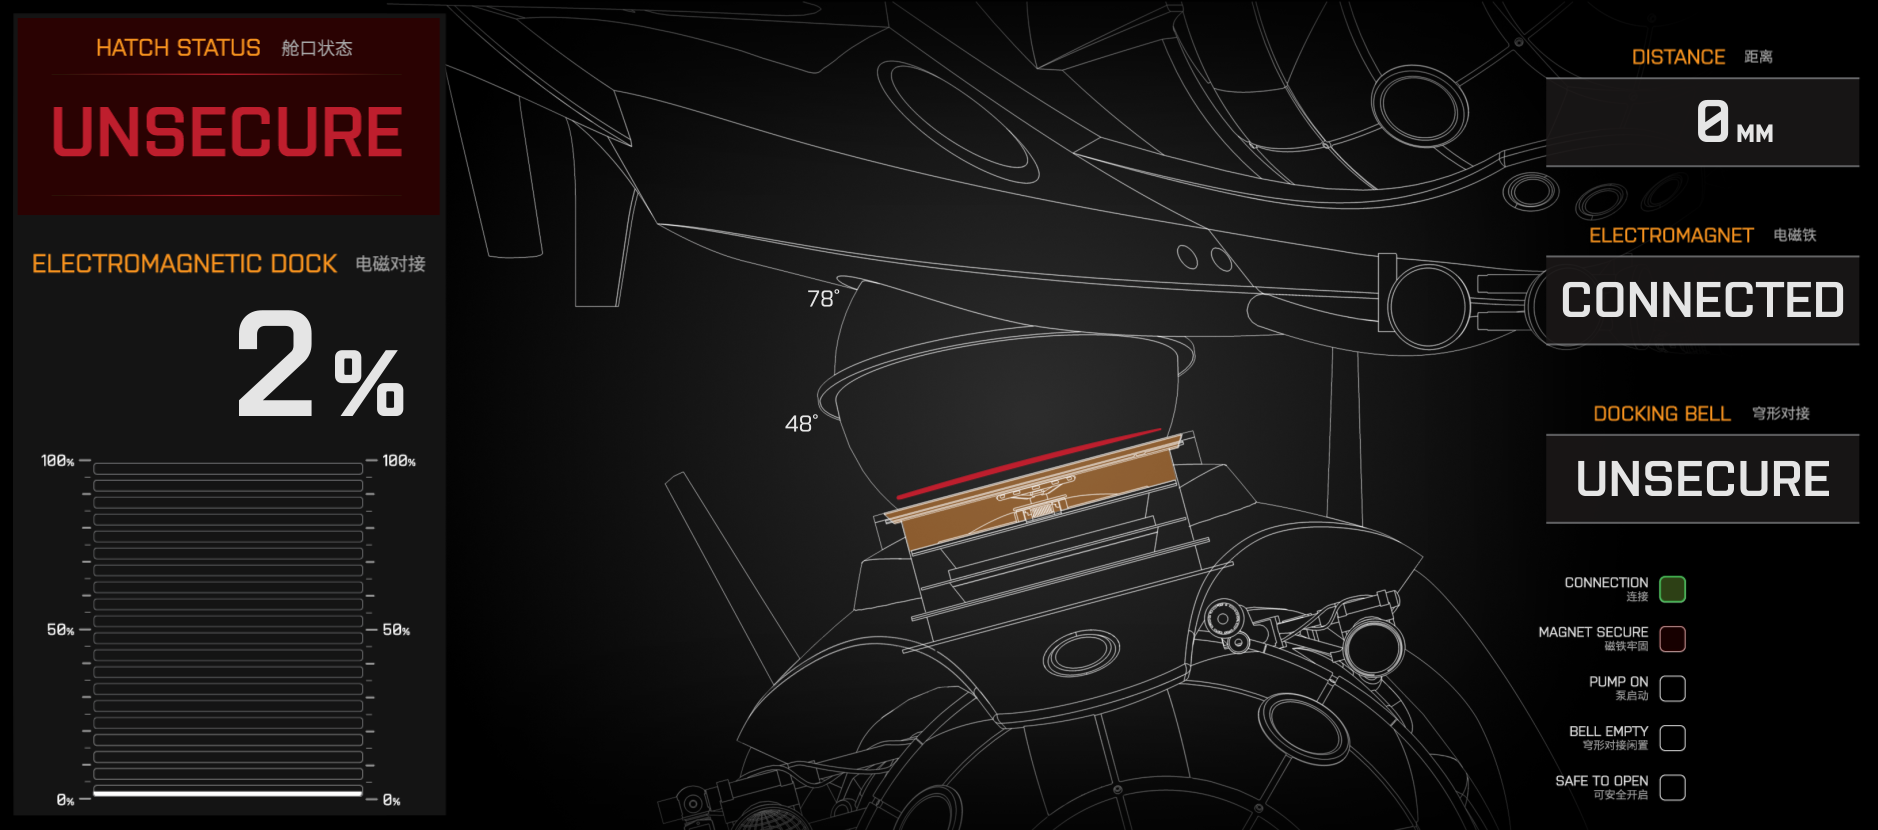 HATCH STATUS 舱口状态
UNSECURE
ELECTROMAGNETIC DOCK 电磁对接
2%
100% 100%
50% 50%
0% 0%
78°
48°
DISTANCE 距离
0 MM
ELECTROMAGNET 电磁铁
CONNECTED
DOCKING BELL 穹形对接
UNSECURE
CONNECTION
连接
MAGNET SECURE
磁铁牢固
PUMP ON
泵启动
BELL EMPTY
穹形对接闲置
SAFE TO OPEN
可安全开启